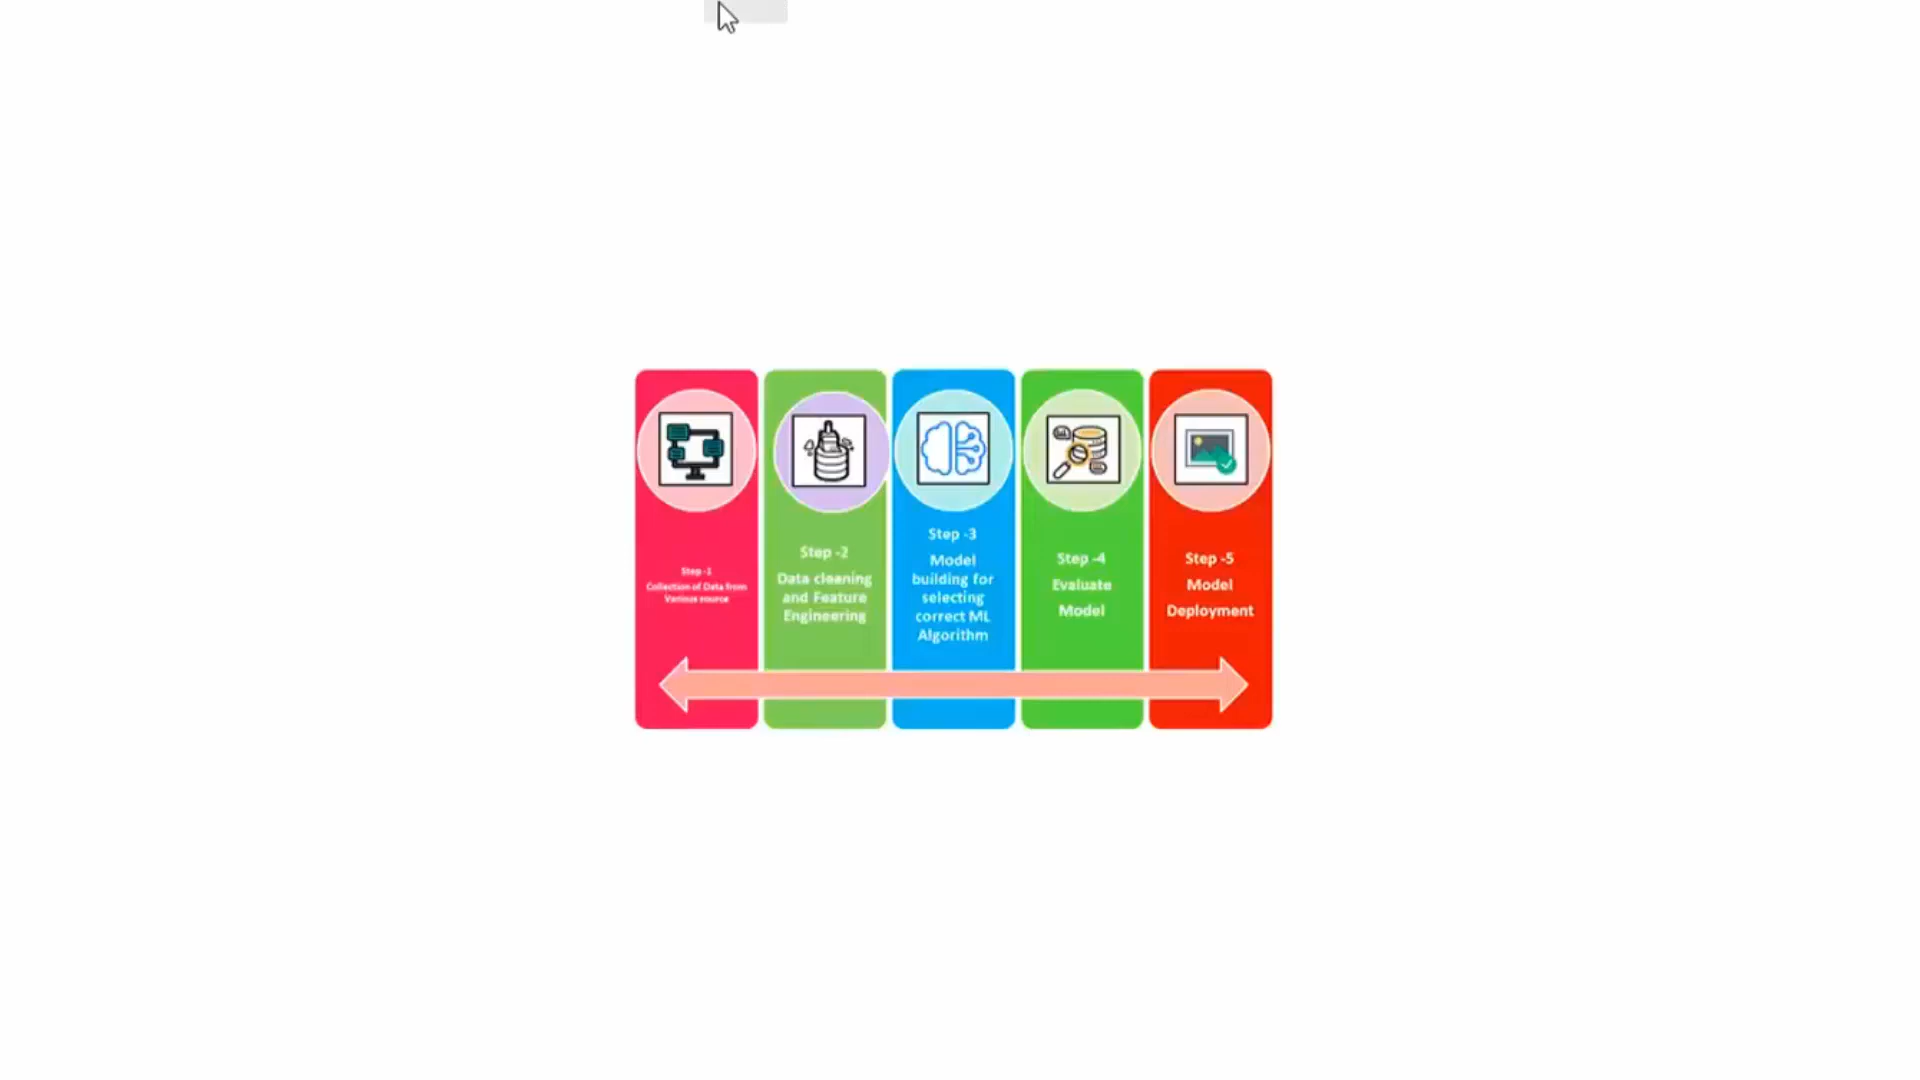 Step -1
Collection of Data from
Various source
Step -2
Data cleaning
and Feature
Engineering
Step -3
Model
building for
selecting
correct ML
Algorithm
Step -4
Evaluate
Model
Step -5
Model
Deployment